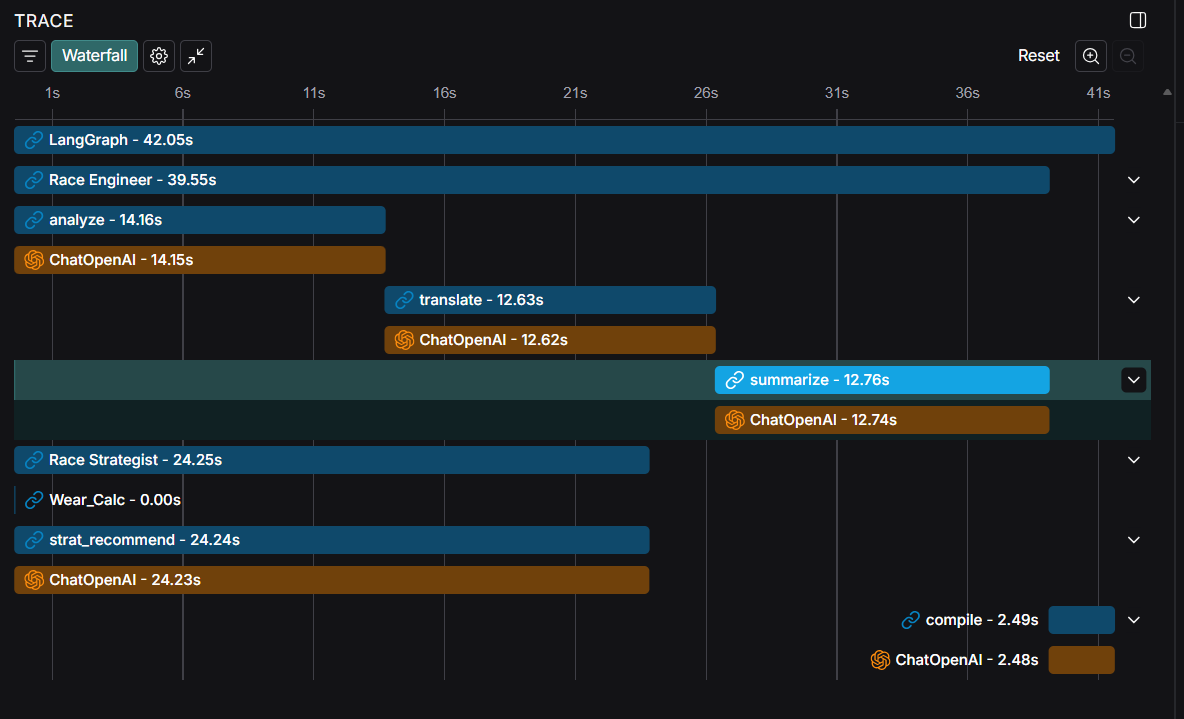 TRACE
Waterfall
Reset
1s 6s 11s 16s 21s 26s 31s 36s 41s
LangGraph - 42.05s
Race Engineer - 39.55s
analyze - 14.16s
ChatOpenAI - 14.15s
translate - 12.63s
ChatOpenAI - 12.62s
summarize - 12.76s
ChatOpenAI - 12.74s
Race Strategist - 24.25s
Wear_Calc - 0.00s
strat_recommend - 24.24s
ChatOpenAI - 24.23s
compile - 2.49s
ChatOpenAI - 2.48s